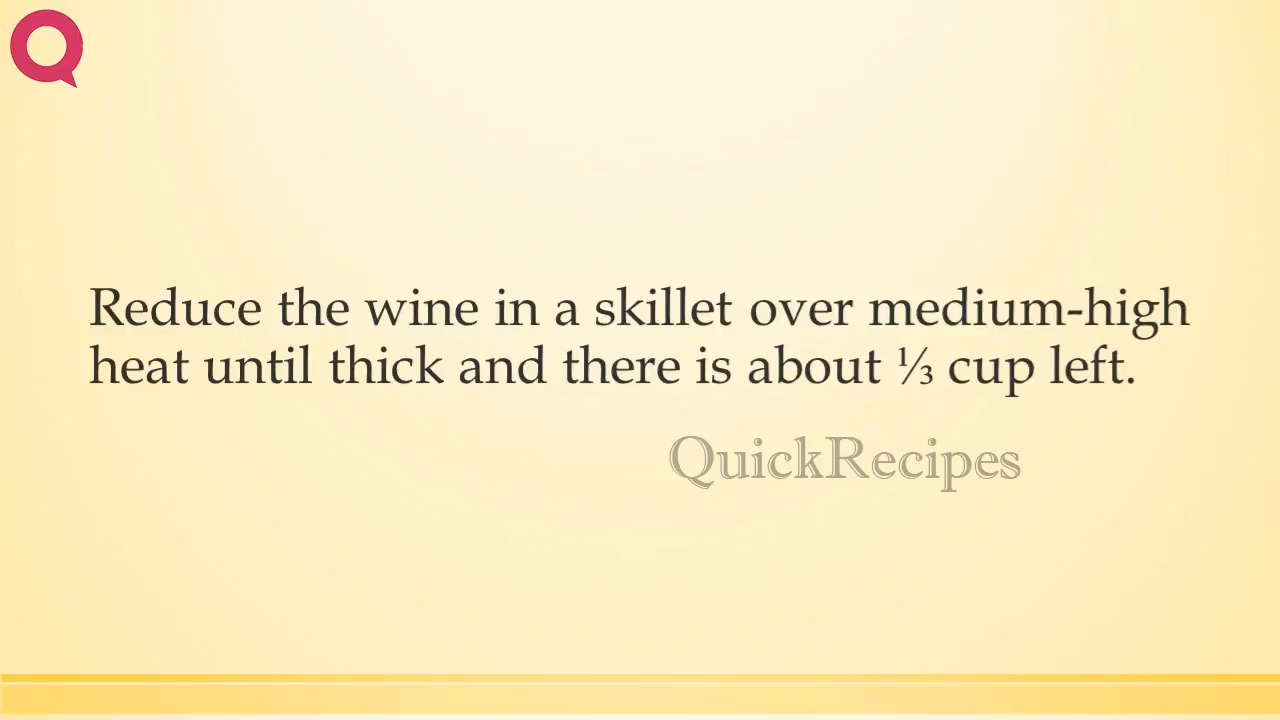 Reduce the wine in a skillet over medium-high
heat until thick and there is about ⅓ cup left.
QuickRecipes